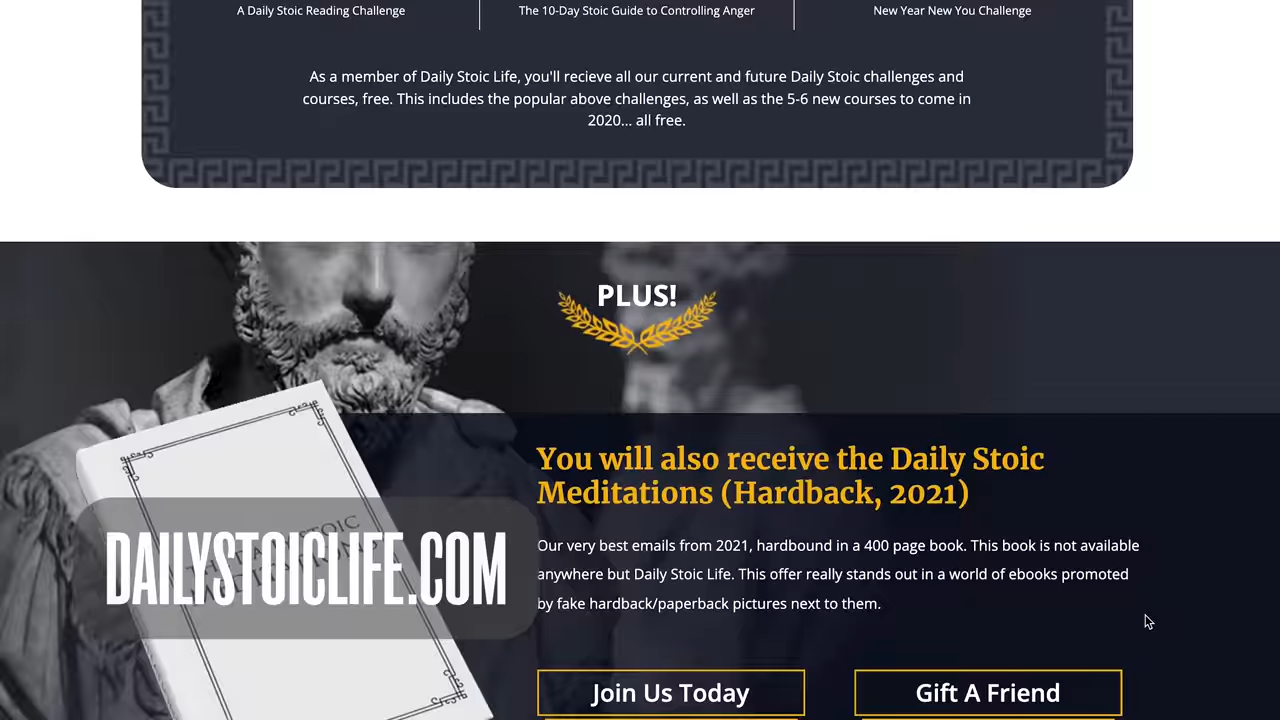 A Daily Stoic Reading Challenge
The 10-Day Stoic Guide to Controlling Anger
New Year New You Challenge
As a member of Daily Stoic Life, you'll recieve all our current and future Daily Stoic challenges and
courses, free. This includes the popular above challenges, as well as the 5-6 new courses to come in
2020... all free.
PLUS!
You will also receive the Daily Stoic
Meditations (Hardback, 2021)
Our very best emails from 2021, hardbound in a 400 page book. This book is not available
anywhere but Daily Stoic Life. This offer really stands out in a world of ebooks promoted
by fake hardback/paperback pictures next to them.
DAILYSTOICLIFE.COM
Join Us Today
Gift A Friend